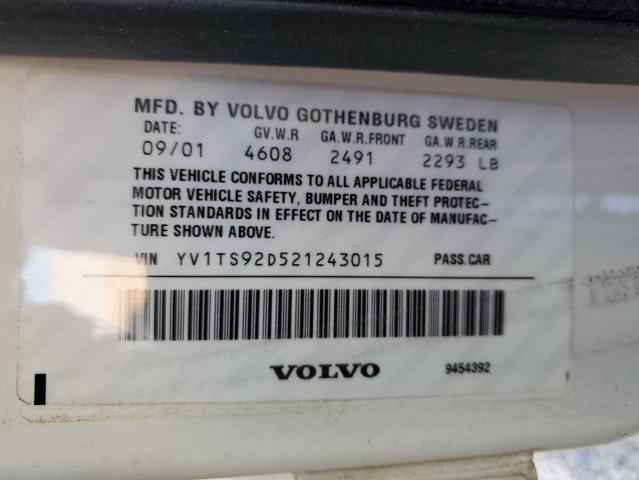 MFD. BY VOLVO GOTHENBURG SWEDEN
DATE: GV.W.R GA.W.R.FRONT GA.W.R.REAR
09/01 4608 2491 2293 LB
THIS VEHICLE CONFORMS TO ALL APPLICABLE FEDERAL
MOTOR VEHICLE SAFETY, BUMPER AND THEFT PROTEC-
TION STANDARDS IN EFFECT ON THE DATE OF MANUFAC-
TURE SHOWN ABOVE.
VIN YV1TS92D521243015 PASS.CAR
VOLVO 9454392